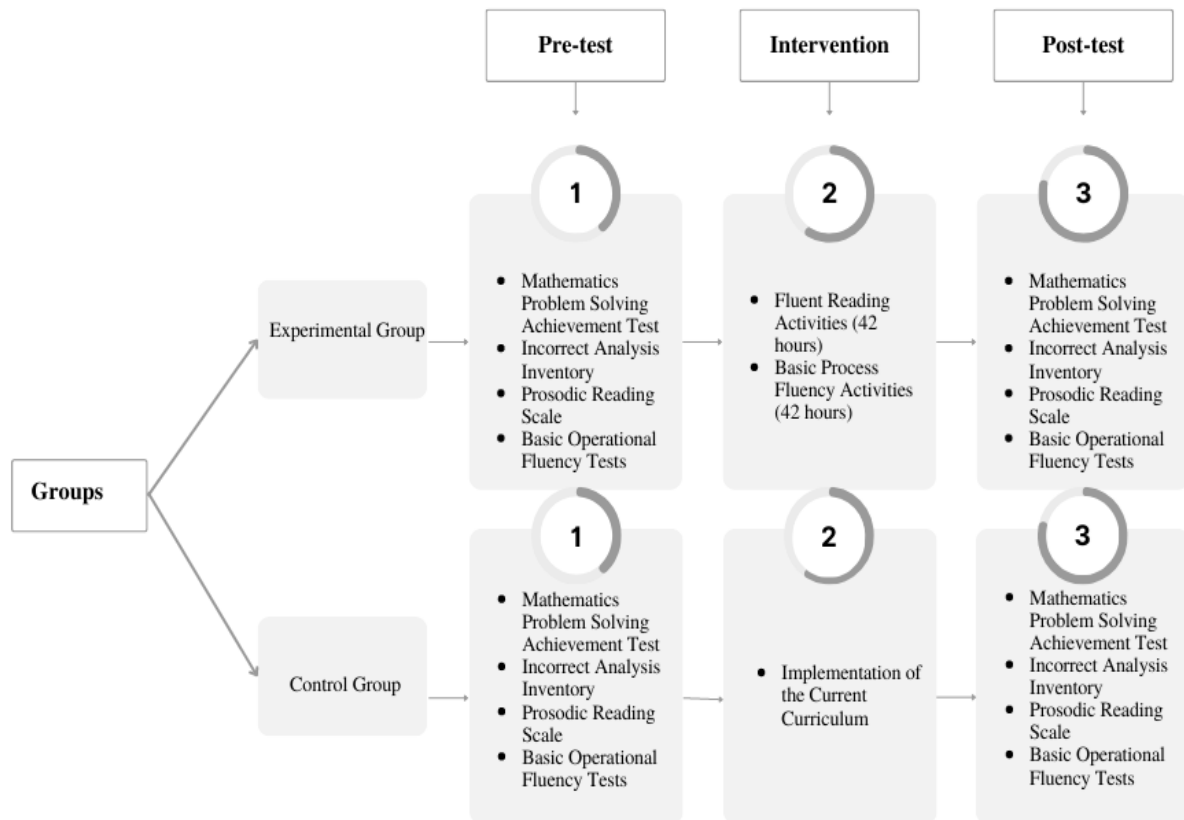 Pre-test
Intervention
Post-test
1
2
3
Experimental Group
● Mathematics
Problem Solving
Achievement Test
● Incorrect Analysis
Inventory
● Prosodic Reading
Scale
● Basic Operational
Fluency Tests
● Fluent Reading
Activities (42
hours)
● Basic Process
Fluency Activities
(42 hours)
● Mathematics
Problem Solving
Achievement Test
● Incorrect Analysis
Inventory
● Prosodic Reading
Scale
● Basic Operational
Fluency Tests
Groups
1
2
3
Control Group
● Mathematics
Problem Solving
Achievement Test
● Incorrect Analysis
Inventory
● Prosodic Reading
Scale
● Basic Operational
Fluency Tests
● Implementation of
the Current
Curriculum
● Mathematics
Problem Solving
Achievement Test
● Incorrect Analysis
Inventory
● Prosodic Reading
Scale
● Basic Operational
Fluency Tests